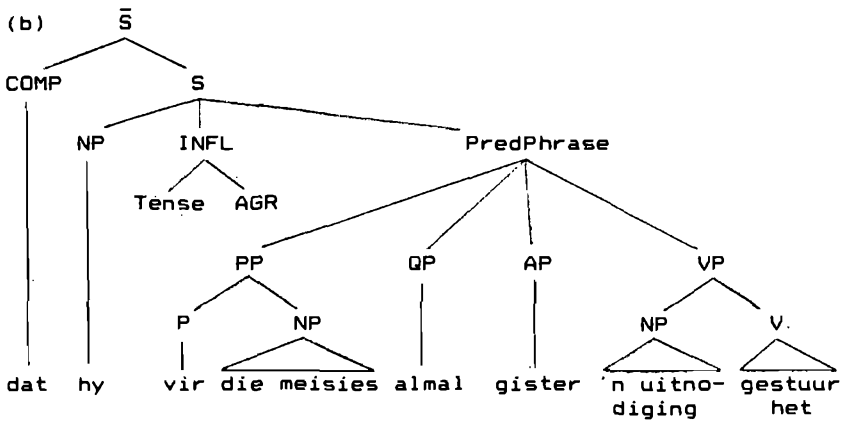 (b) S̄
COMP S
NP INFL PredPhrase
Tense AGR
PP QP AP VP
P NP NP V.
dat hy vir die meisies almal gister 'n uitno- gestuur
diging het